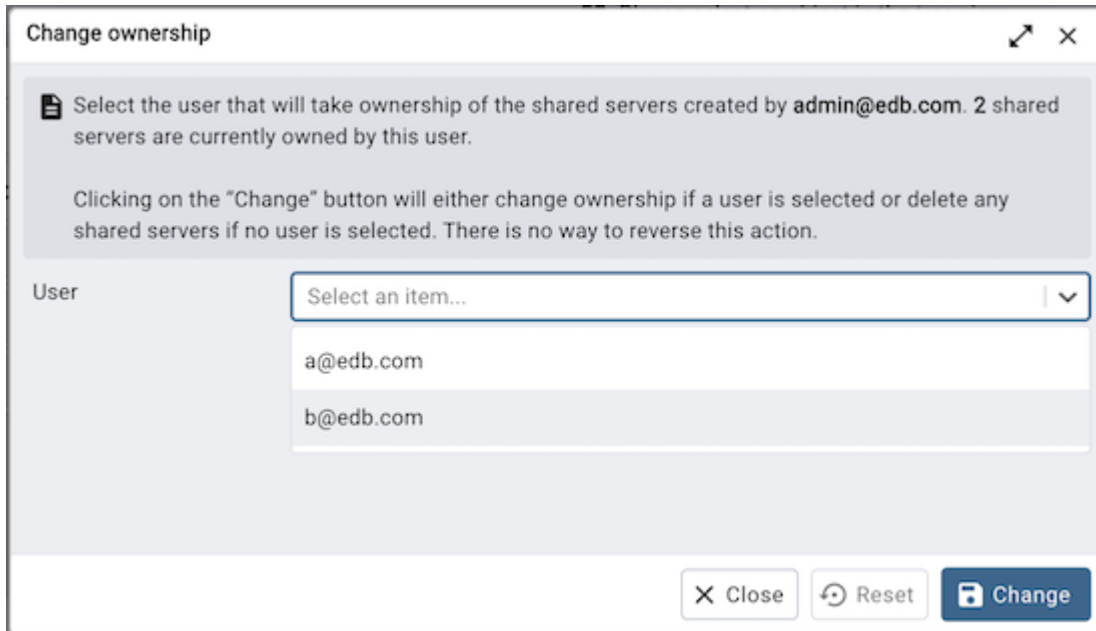 Change ownership
Select the user that will take ownership of the shared servers created by admin@edb.com. 2 shared
servers are currently owned by this user.
Clicking on the “Change” button will either change ownership if a user is selected or delete any
shared servers if no user is selected. There is no way to reverse this action.
User
Select an item...
a@edb.com
b@edb.com
Close
Reset
Change